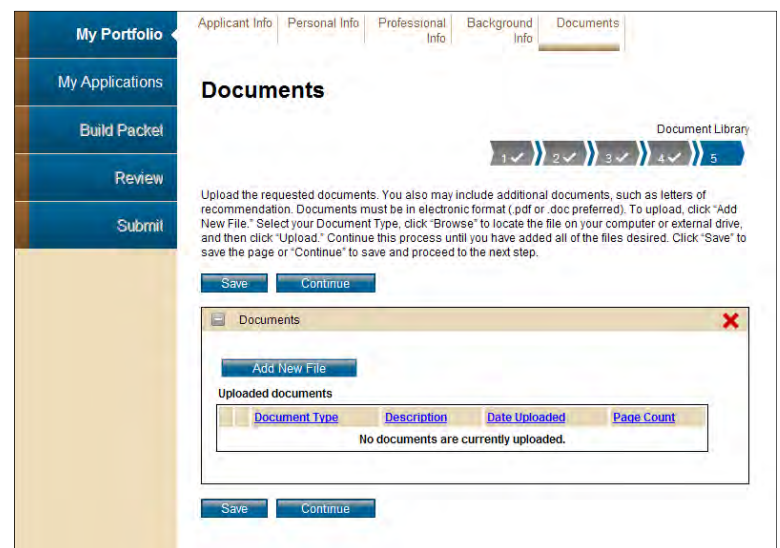 My Portfolio
My Applications
Build Packet
Review
Submit
Applicant Info
Personal Info
Professional
Info
Background
Info
Documents
Documents
Document Library
1 2 3 4 5
Upload the requested documents. You also may include additional documents, such as letters of
recommendation. Documents must be in electronic format (.pdf or .doc preferred). To upload, click “Add
New File.” Select your Document Type, click “Browse” to locate the file on your computer or external drive,
and then click “Upload.” Continue this process until you have added all of the files desired. Click “Save” to
save the page or “Continue” to save and proceed to the next step.
Save Continue
Documents
Add New File
Uploaded documents
Document Type Description Date Uploaded Page Count
No documents are currently uploaded.
Save Continue